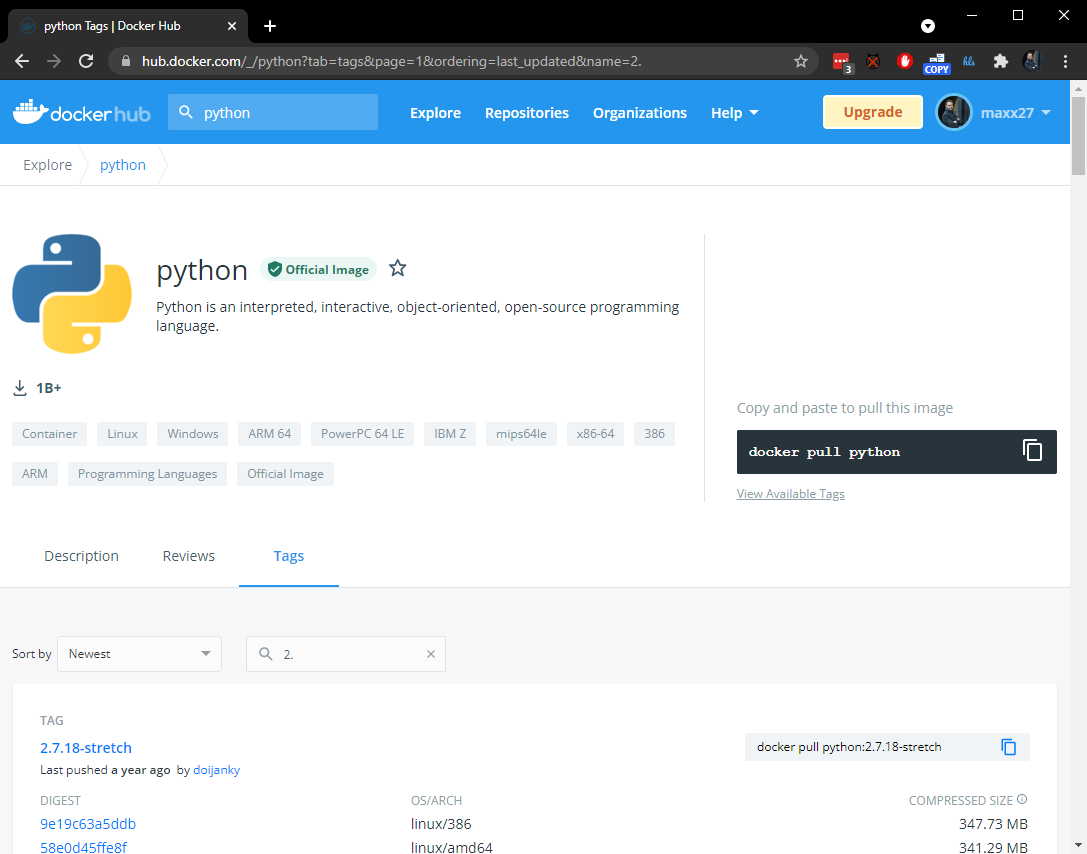 python Tags | Docker Hub
hub.docker.com/_/python?tab=tags&page=1&ordering=last_updated&name=2.
3
COPY
docker hub
python
Explore
Repositories
Organizations
Help
Upgrade
maxx27
Explore
python
python
Official Image
Python is an interpreted, interactive, object-oriented, open-source programming
language.
1B+
Container
Linux
Windows
ARM 64
PowerPC 64 LE
IBM Z
mips64le
x86-64
386
ARM
Programming Languages
Official Image
Copy and paste to pull this image
docker pull python
View Available Tags
Description
Reviews
Tags
Sort by
Newest
2.
TAG
2.7.18-stretch
docker pull python:2.7.18-stretch
Last pushed a year ago by doijanky
DIGEST
OS/ARCH
COMPRESSED SIZE
9e19c63a5ddb
linux/386
347.73 MB
58e0d45ffe8f
linux/amd64
341.29 MB